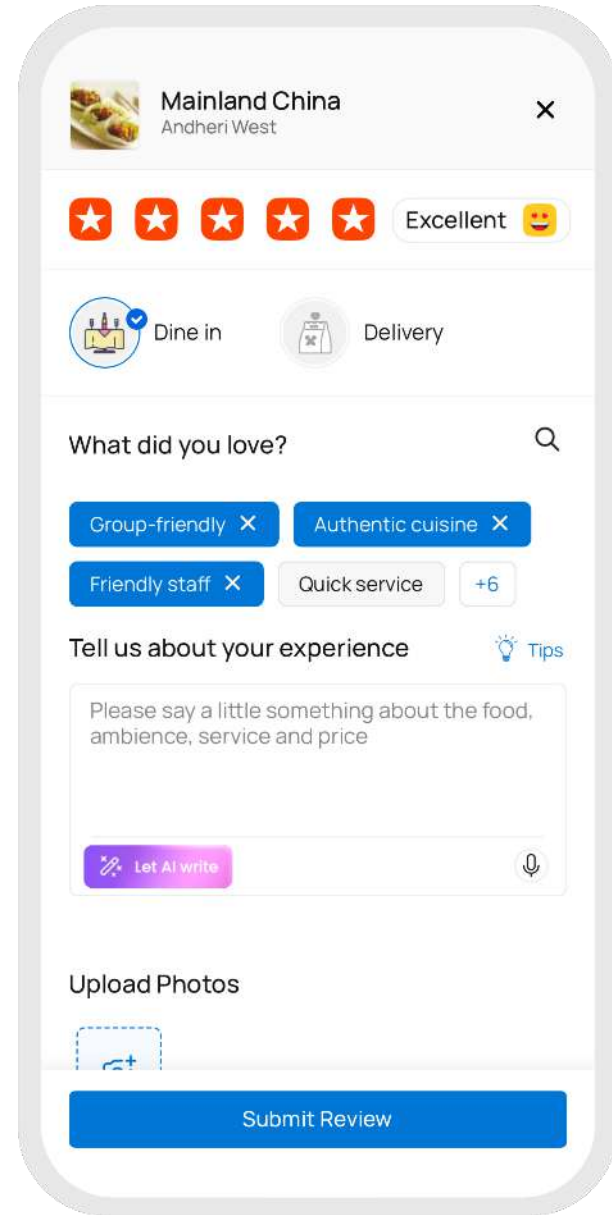 Mainland China
Andheri West
Excellent
Dine in
Delivery
What did you love?
Group-friendly
Authentic cuisine
Friendly staff
Quick service
+6
Tell us about your experience
Tips
Please say a little something about the food,
ambience, service and price
Let AI write
Upload Photos
Submit Review